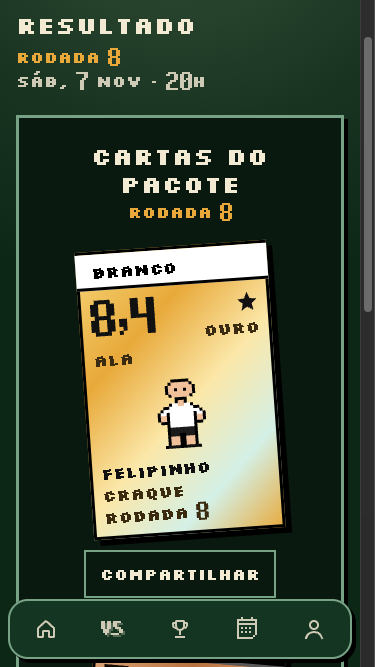 RESULTADO
RODADA 8
SÁB, 7 NOV · 20H
CARTAS DO
PACOTE
RODADA 8
BRANCO
8,4 ★
OURO
ALA
FELIPINHO
CRAQUE
RODADA 8
COMPARTILHAR
VS